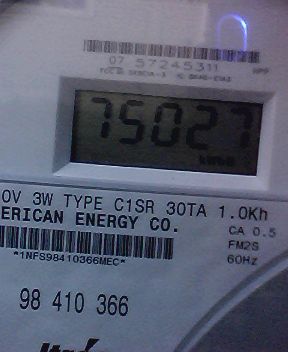 07 57245311
75027
0V 3W TYPE C1SR 30TA 1.0Kh
ERICAN ENERGY CO.
CA 0.5
FM2S
60Hz
*1NFS98410366MEC*
98 410 366